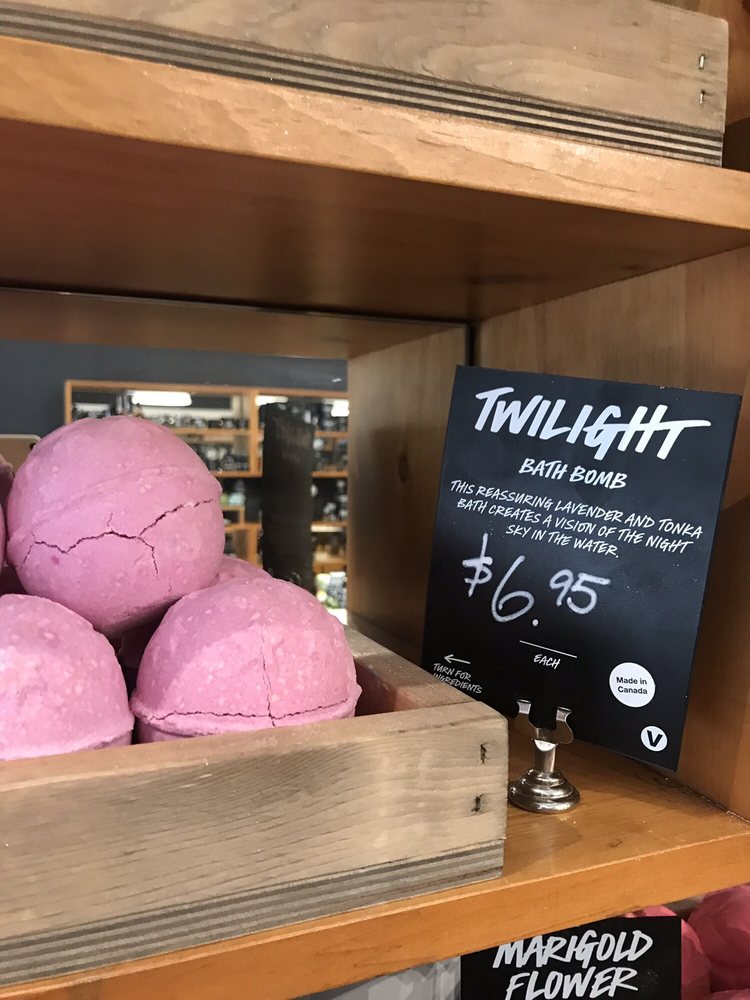 TWILIGHT
BATH BOMB
THIS REASSURING LAVENDER AND TONKA
BATH CREATES A VISION OF THE NIGHT
SKY IN THE WATER.
$6.95
EACH
←
TURN FOR
INGREDIENTS
Made in
Canada
V
MARIGOLD
FLOWER